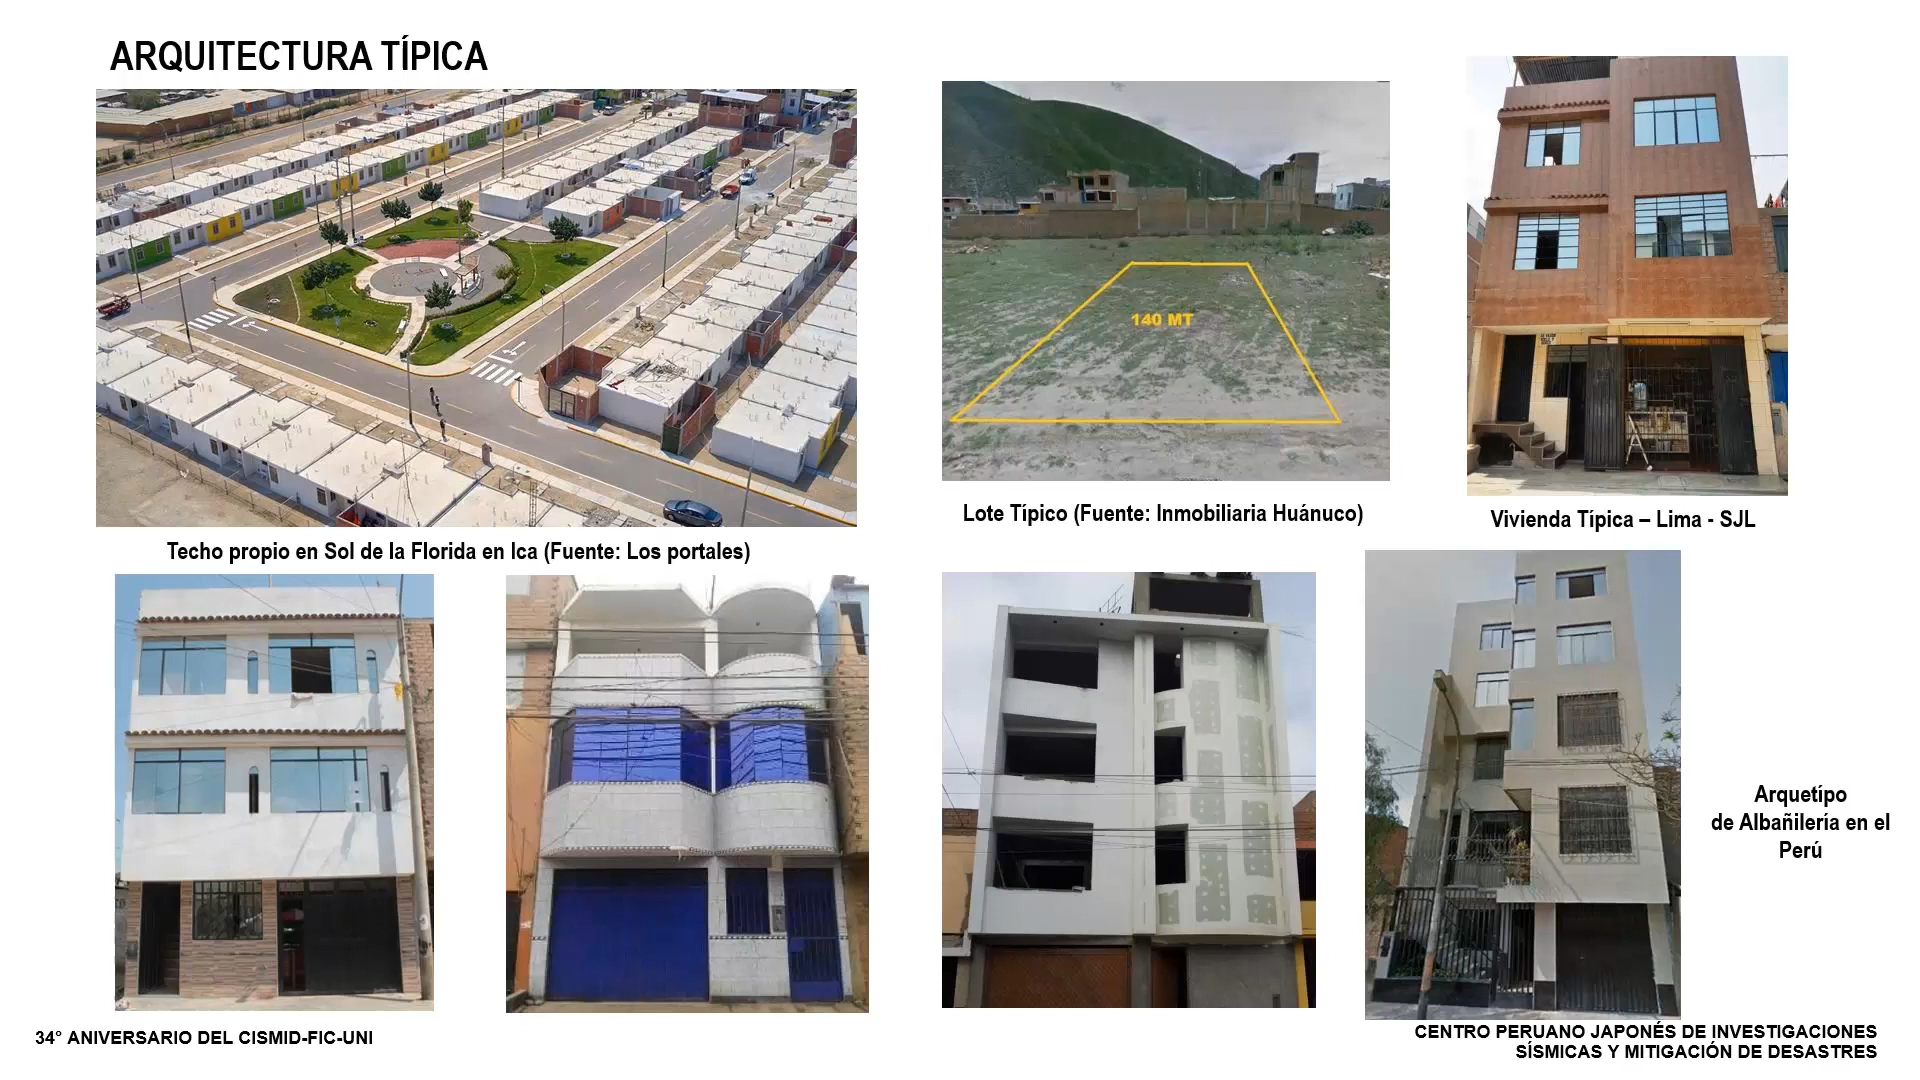 ARQUITECTURA TÍPICA
140 MT
Lote Típico (Fuente: Inmobiliaria Huánuco)
Vivienda Típica – Lima - SJL
Techo propio en Sol de la Florida en Ica (Fuente: Los portales)
Arquetípo
de Albañilería en el
Perú
34° ANIVERSARIO DEL CISMID-FIC-UNI
CENTRO PERUANO JAPONÉS DE INVESTIGACIONES
SÍSMICAS Y MITIGACIÓN DE DESASTRES